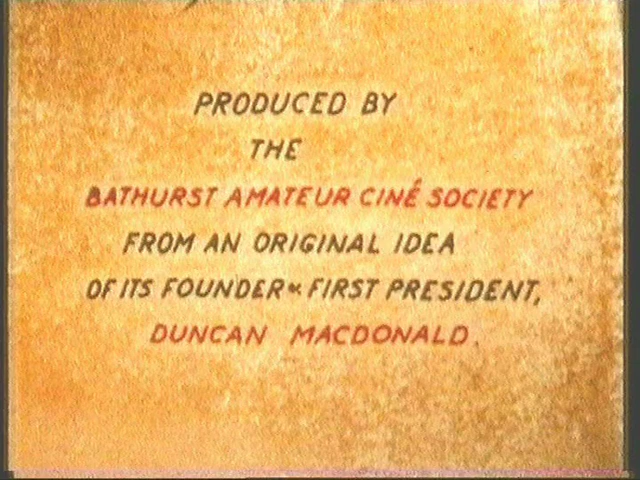 PRODUCED BY
THE
BATHURST AMATEUR CINÉ SOCIETY
FROM AN ORIGINAL IDEA
OF ITS FOUNDER & FIRST PRESIDENT,
DUNCAN MACDONALD.